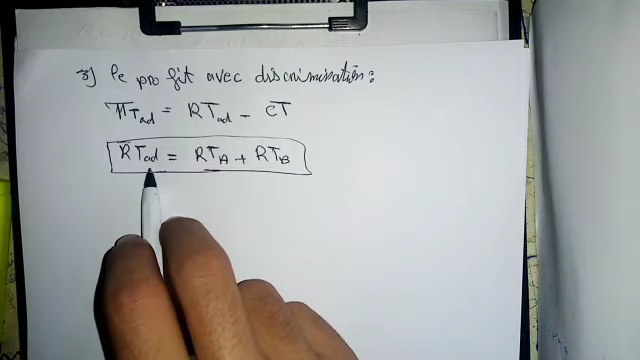 3) le profit avec discrimination :
ΠT_ad = RT_ad - CT
RT_ad = RT_A + RT_B